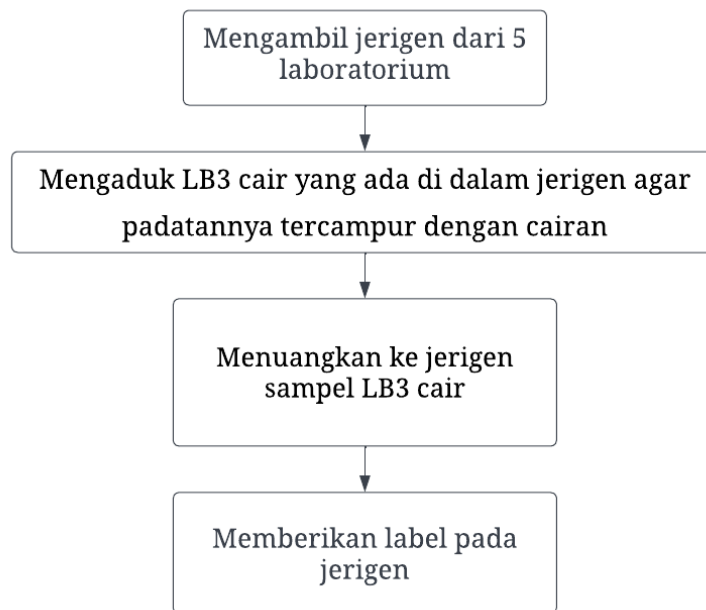 Mengambil jerigen dari 5
laboratorium
Mengaduk LB3 cair yang ada di dalam jerigen agar
padatannya tercampur dengan cairan
Menuangkan ke jerigen
sampel LB3 cair
Memberikan label pada
jerigen